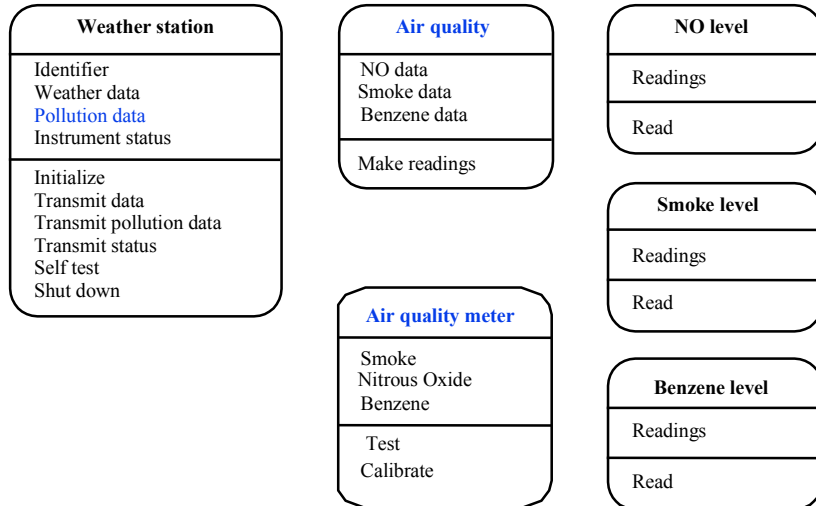 Weather station
Identifier
Weather data
Pollution data
Instrument status
Initialize
Transmit data
Transmit pollution data
Transmit status
Self test
Shut down
Air quality
NO data
Smoke data
Benzene data
Make readings
Air quality meter
Smoke
Nitrous Oxide
Benzene
Test
Calibrate
NO level
Readings
Read
Smoke level
Readings
Read
Benzene level
Readings
Read